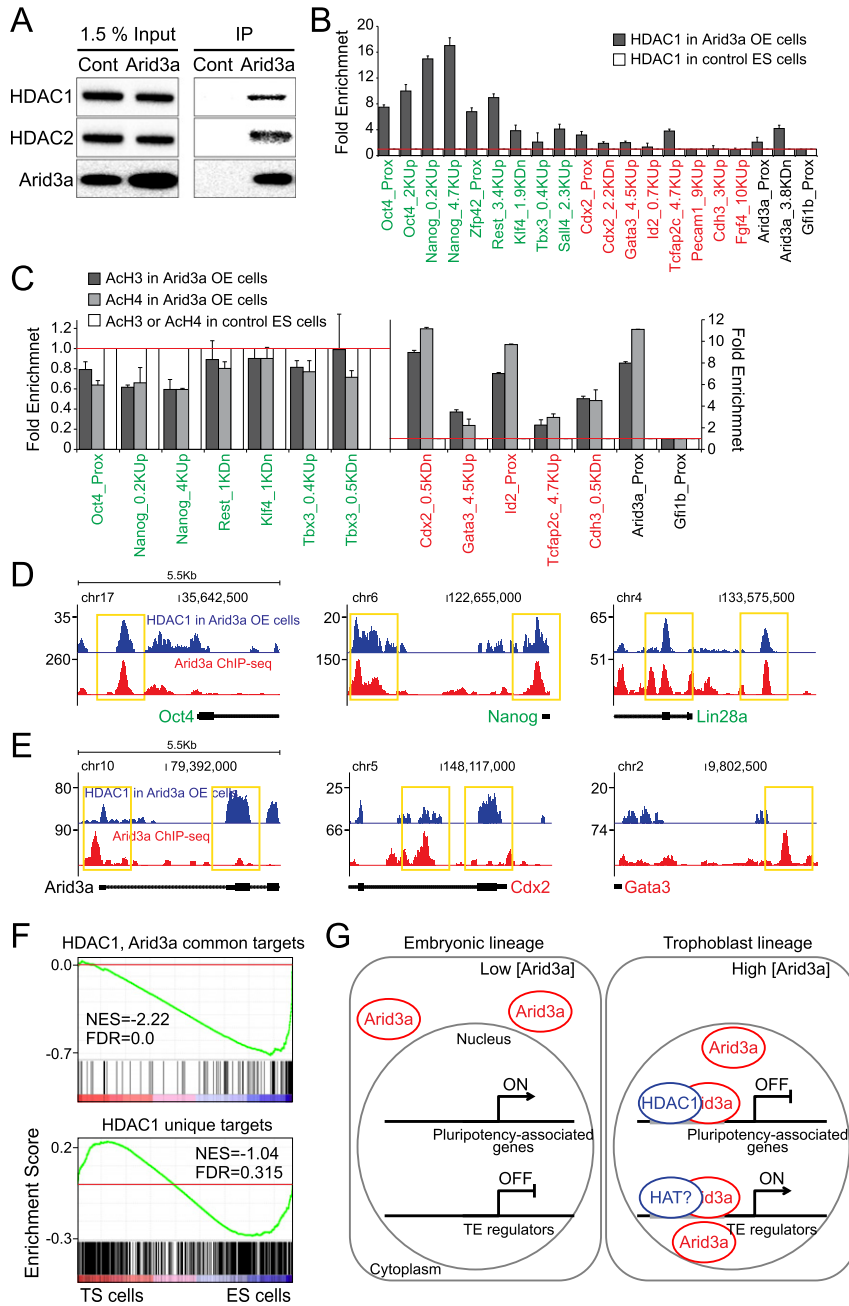 A
1.5 % Input
IP
Cont Arid3a
Cont Arid3a
HDAC1
HDAC2
Arid3a
B
HDAC1 in Arid3a OE cells
HDAC1 in control ES cells
Fold Enrichmnet
20
16
12
8
4
0
Oct4_Prox
Oct4_2KUp
Nanog_0.2KUp
Nanog_4.7KUp
Zfp42_Prox
Rest_3.4KUp
Klf4_1.9KDn
Tbx3_0.4KUp
Sall4_2.3KUp
Cdx2_Prox
Cdx2_2.2KDn
Gata3_4.5KUp
Id2_0.7KUp
Tcfap2c_4.7KUp
Pecam1_9KUp
Cdh3_3KUp
Fgf4_10KUp
Arid3a_Prox
Arid3a_3.8KDn
Gfi1b_Prox
C
AcH3 in Arid3a OE cells
AcH4 in Arid3a OE cells
AcH3 or AcH4 in control ES cells
Fold Enrichmnet
1.2
1.0
0.8
0.6
0.4
0.2
0
Oct4_Prox
Nanog_0.2KUp
Nanog_4KUp
Rest_1KDn
Klf4_1KDn
Tbx3_0.4KUp
Tbx3_0.5KDn
12
10
8
6
4
2
0
Fold Enrichmnet
Cdx2_0.5KDn
Gata3_4.5KUp
Id2_Prox
Tcfap2c_4.7KUp
Cdh3_0.5KDn
Arid3a_Prox
Gfi1b_Prox
D
5.5Kb
chr17 35,642,500
35
HDAC1 in Arid3a OE cells
260
Arid3a ChIP-seq
Oct4
chr6 122,655,000
20
150
Nanog
chr4 133,575,500
65
51
Lin28a
E
5.5Kb
chr10 79,392,000
80
HDAC1 in Arid3a OE cells
90
Arid3a ChIP-seq
Arid3a
chr5 148,117,000
25
66
Cdx2
chr2 9,802,500
20
74
Gata3
F
HDAC1, Arid3a common targets
0.0
NES=-2.22
FDR=0.0
-0.7
HDAC1 unique targets
0.2
NES=-1.04
FDR=0.315
-0.3
Enrichment Score
TS cells
ES cells
G
Embryonic lineage
Low [Arid3a]
Arid3a
Arid3a
Nucleus
ON
Pluripotency-associated
genes
OFF
TE regulators
Cytoplasm
Trophoblast lineage
High [Arid3a]
Arid3a
HDAC1
id3a
OFF
Pluripotency-associated
genes
HAT?
id3a
ON
TE regulators
Arid3a